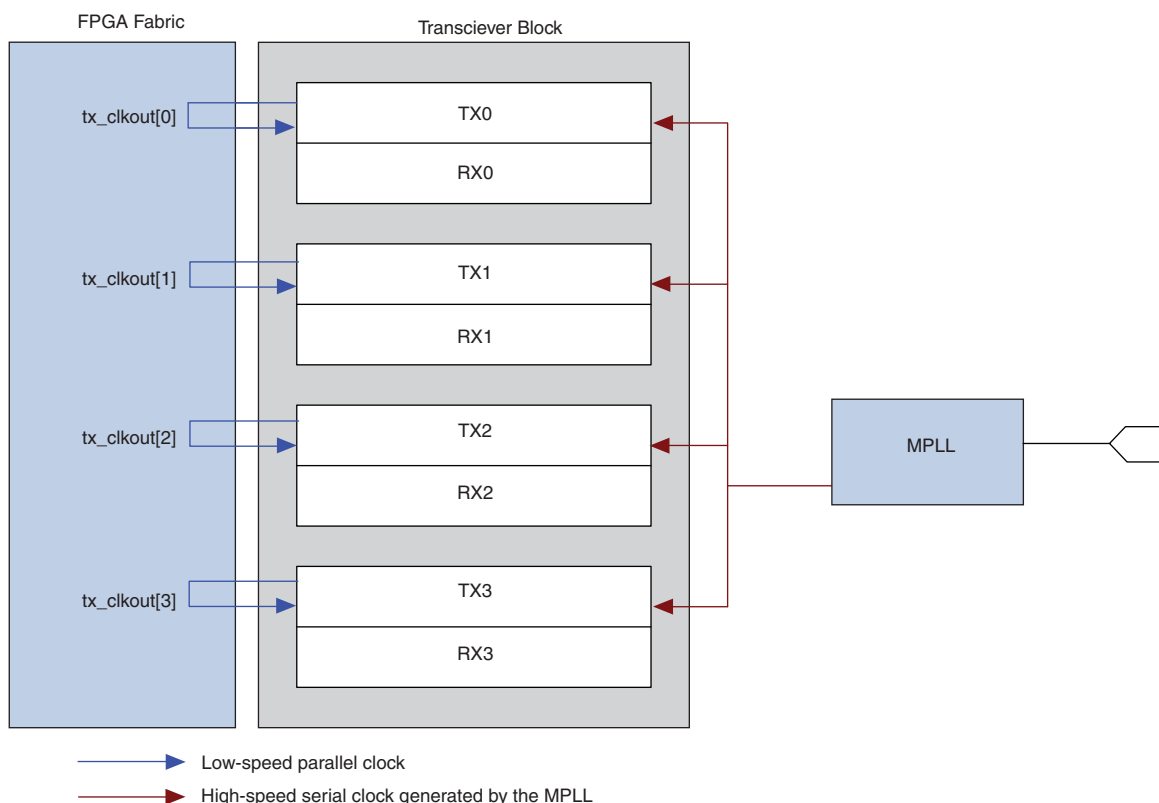 FPGA Fabric
Transciever Block
tx_clkout[0]
TX0
RX0
tx_clkout[1]
TX1
RX1
tx_clkout[2]
TX2
RX2
MPLL
tx_clkout[3]
TX3
RX3
Low-speed parallel clock
High-speed serial clock generated by the MPLL